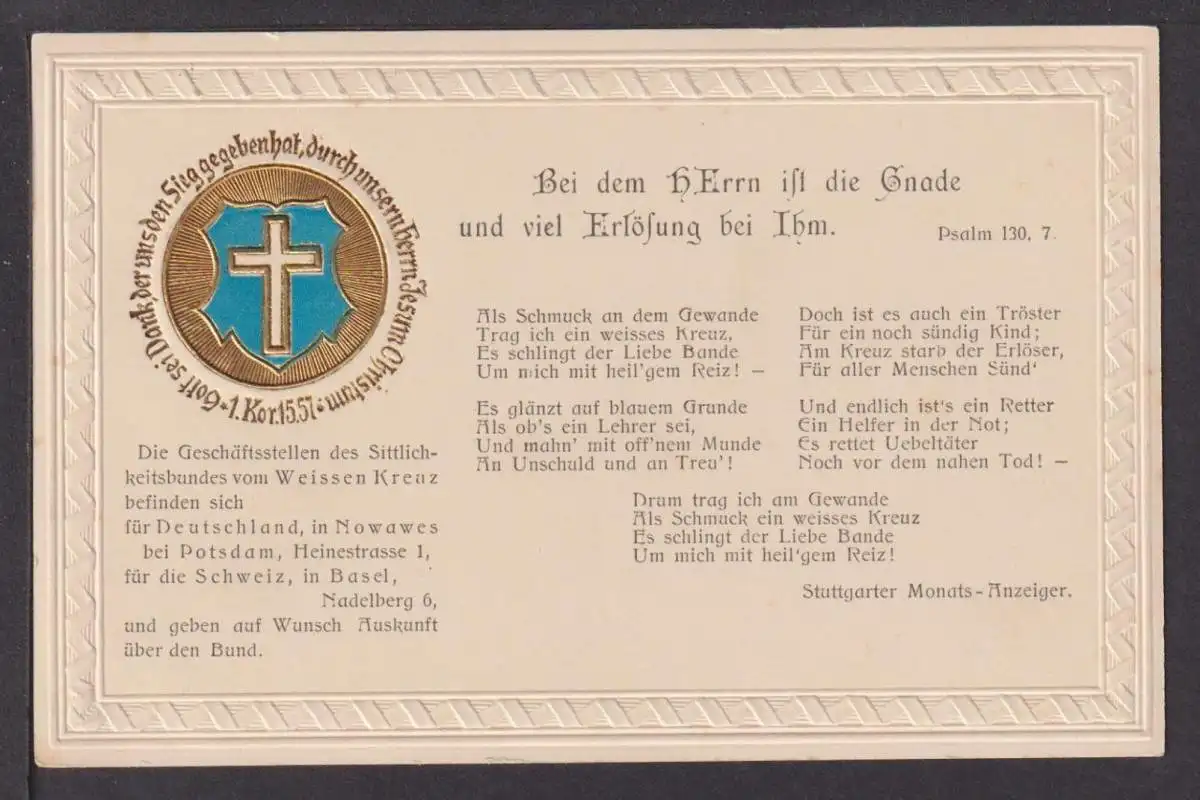 Gott sei Dank, der uns den Sieg gegeben hat, durch unsern Herrn Jesum Christum
1. Kor. 15.57
Bei dem HErrn ist die Gnade
und viel Erlösung bei Ihm.
Psalm 130, 7.
Die Geschäftsstellen des Sittlich-
keitsbundes vom Weissen Kreuz
befinden sich
für Deutschland, in Nowawes
bei Potsdam, Heinestrasse 1,
für die Schweiz, in Basel,
Nadelberg 6,
und geben auf Wunsch Auskunft
über den Bund.
Als Schmuck an dem Gewande
Trag ich ein weisses Kreuz,
Es schlingt der Liebe Bande
Um mich mit heil'gem Reiz! –
Es glänzt auf blauem Grunde
Als ob's ein Lehrer sei,
Und mahn' mit off'nem Munde
An Unschuld und an Treu'!
Doch ist es auch ein Tröster
Für ein noch sündig Kind;
Am Kreuz starb der Erlöser,
Für aller Menschen Sünd'
Und endlich ist's ein Retter
Ein Helfer in der Not;
Es rettet Uebeltäter
Noch vor dem nahen Tod! –
Drum trag ich am Gewande
Als Schmuck ein weisses Kreuz
Es schlingt der Liebe Bande
Um mich mit heil'gem Reiz!
Stuttgarter Monats-Anzeiger.